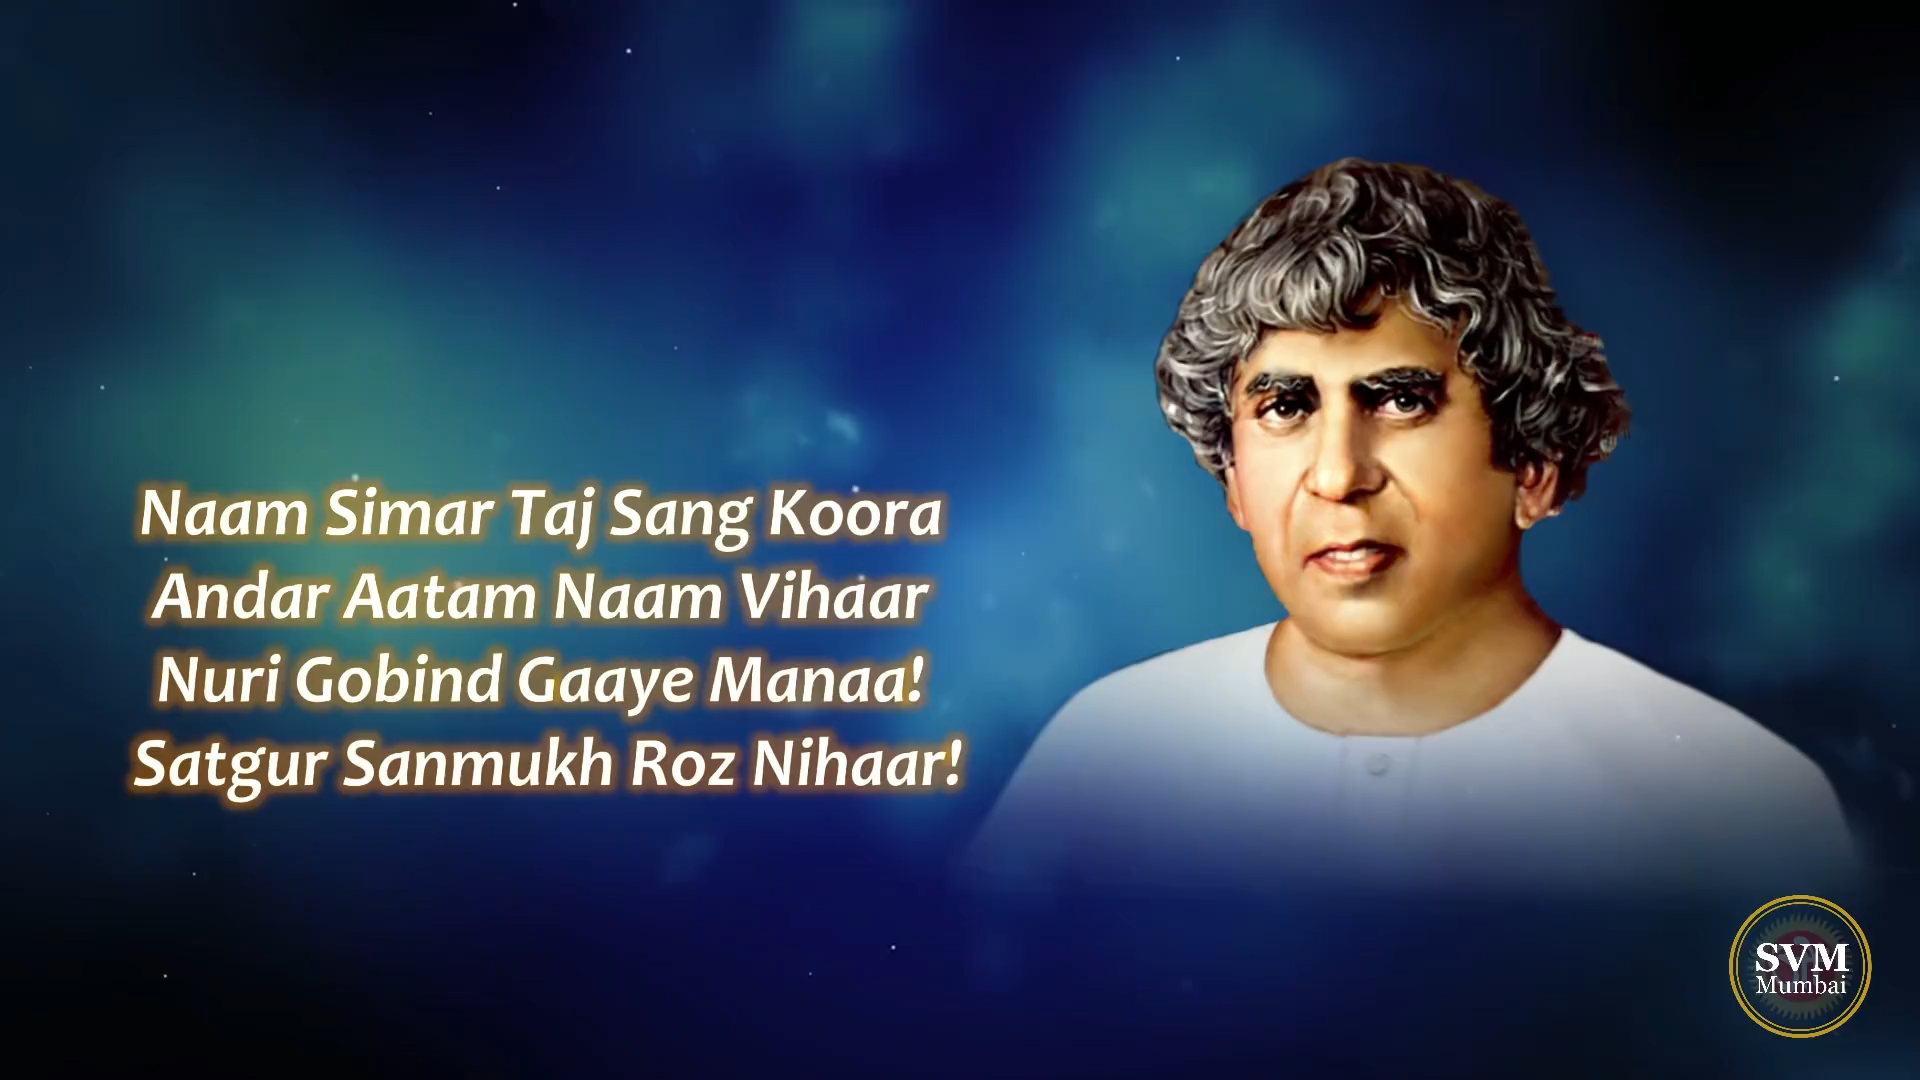 Naam Simar Taj Sang Koora
Andar Aatam Naam Vihaar
Nuri Gobind Gaaye Manaa!
Satgur Sanmukh Roz Nihaar!
SVM
Mumbai